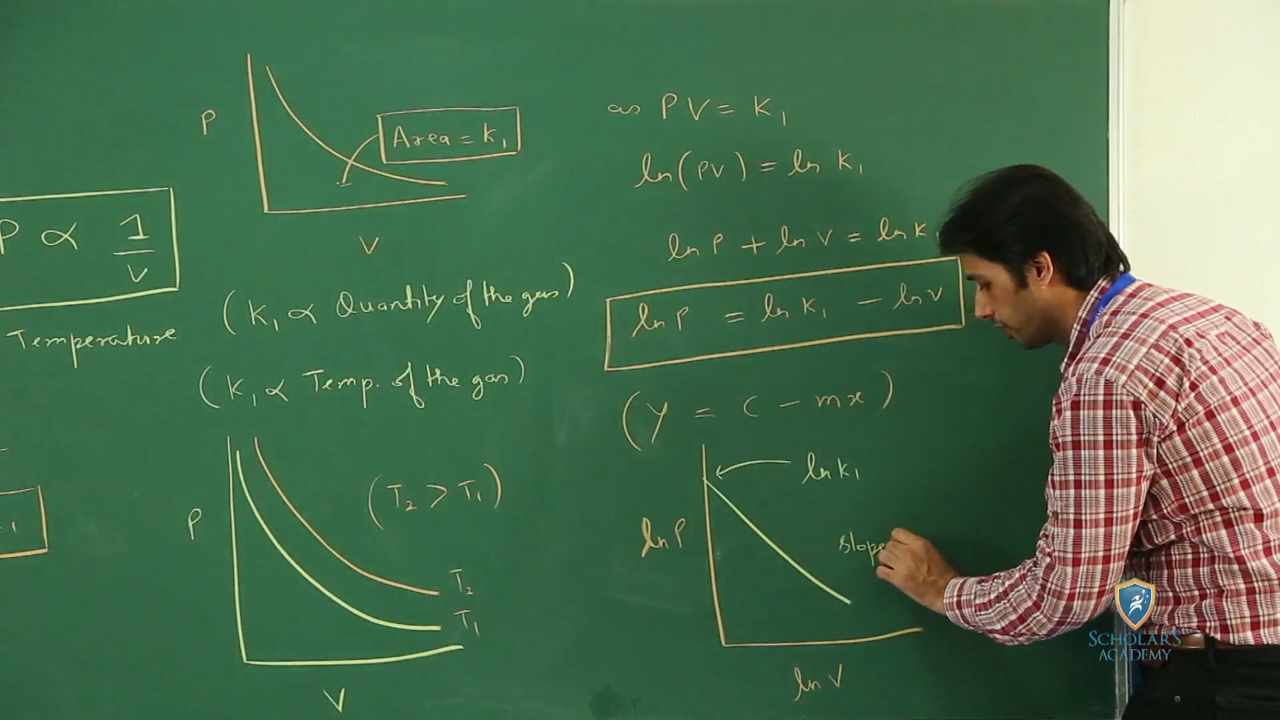 P
Area = K₁
V
P ∝ 1/V
Temperature
(K₁ ∝ Quantity of the gas)
(K₁ ∝ Temp. of the gas)
P
(T₂ > T₁)
T₂
T₁
V
as PV = K₁
ln(PV) = ln K₁
ln P + ln V = ln K₁
ln P = ln K₁ - ln V
(Y = C - mx)
ln K₁
ln P
slope
ln V
SCHOLAR'S
ACADEMY